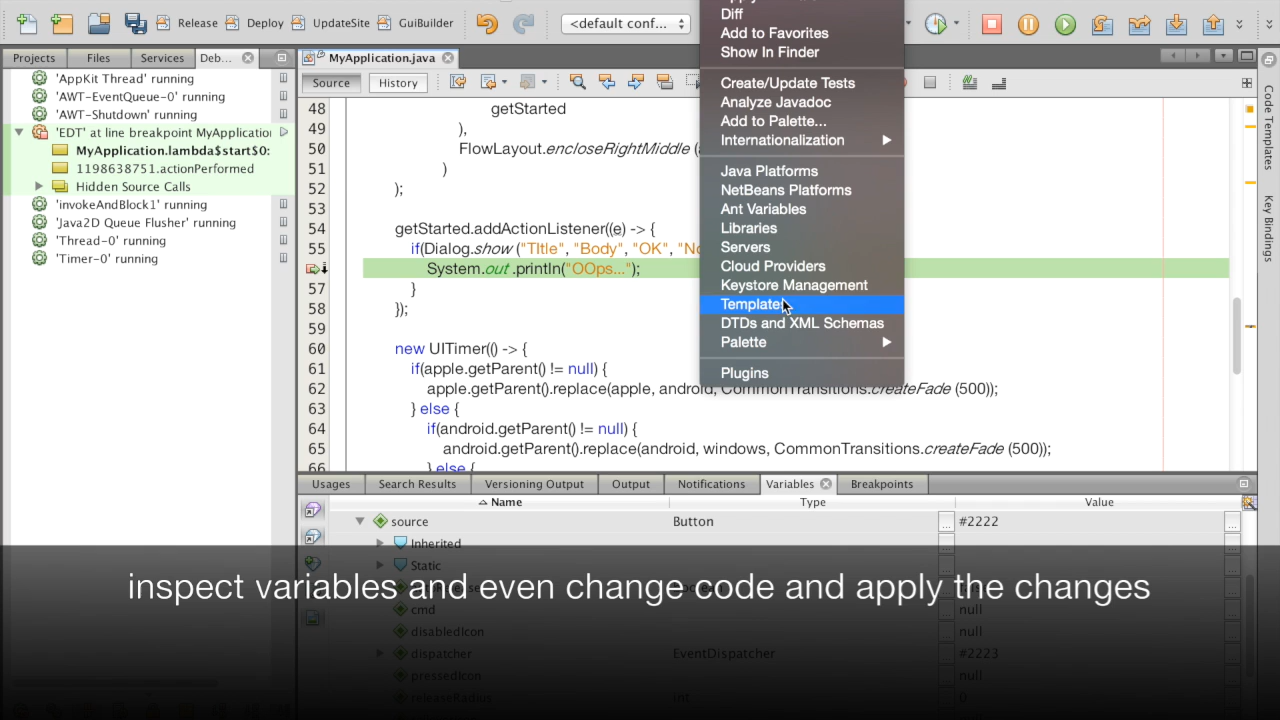 Release
Deploy
UpdateSite
GuiBuilder
<default conf...
Projects
Files
Services
Deb...
MyApplication.java
Source
History
'AppKit Thread' running
'AWT-EventQueue-0' running
'AWT-Shutdown' running
'EDT' at line breakpoint MyApplication
MyApplication.lambda$start$0:
1198638751.actionPerformed
Hidden Source Calls
'invokeAndBlock1' running
'Java2D Queue Flusher' running
'Thread-0' running
'Timer-0' running
48 getStarted
49 ),
50 FlowLayout.encloseRightMiddle (
51 )
52 );
53
54 getStarted.addActionListener((e) -> {
55 if(Dialog.show ("TItle", "Body", "OK", "No
System.out .println("OOps...");
57 }
58 });
59
60 new UITimer(() -> {
61 if(apple.getParent() != null) {
62 apple.getParent().replace(apple, android, CommonTransitions.createFade (500));
63 } else {
64 if(android.getParent() != null) {
65 android.getParent().replace(android, windows, CommonTransitions.createFade (500));
66 } else {
Diff
Add to Favorites
Show In Finder
Create/Update Tests
Analyze Javadoc
Add to Palette...
Internationalization
Java Platforms
NetBeans Platforms
Ant Variables
Libraries
Servers
Cloud Providers
Keystore Management
Templates
DTDs and XML Schemas
Palette
Plugins
Code Templates
Key Bindings
Usages
Search Results
Versioning Output
Output
Notifications
Variables
Breakpoints
Name Type Value
source Button ... #2222 ...
Inherited
Static
inspect variables and even change code and apply the changes
cmd null
disabledIcon null
dispatcher EventDispatcher #2223
pressedIcon null
releaseRadius int 0